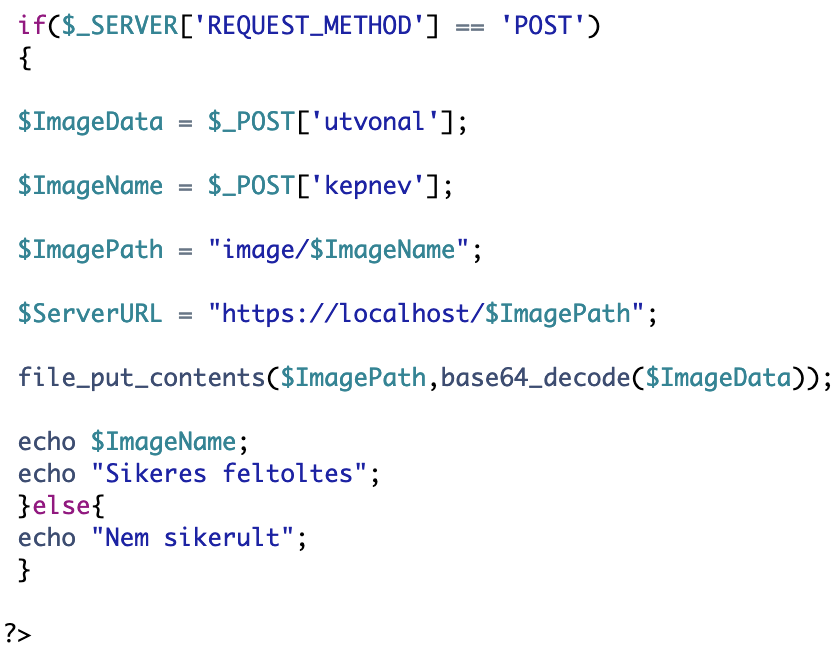 if($_SERVER['REQUEST_METHOD'] == 'POST')
{
$ImageData = $_POST['utvonal'];
$ImageName = $_POST['kepnev'];
$ImagePath = "image/$ImageName";
$ServerURL = "https://localhost/$ImagePath";
file_put_contents($ImagePath,base64_decode($ImageData));
echo $ImageName;
echo "Sikeres feltoltes";
}else{
echo "Nem sikerult";
}
?>